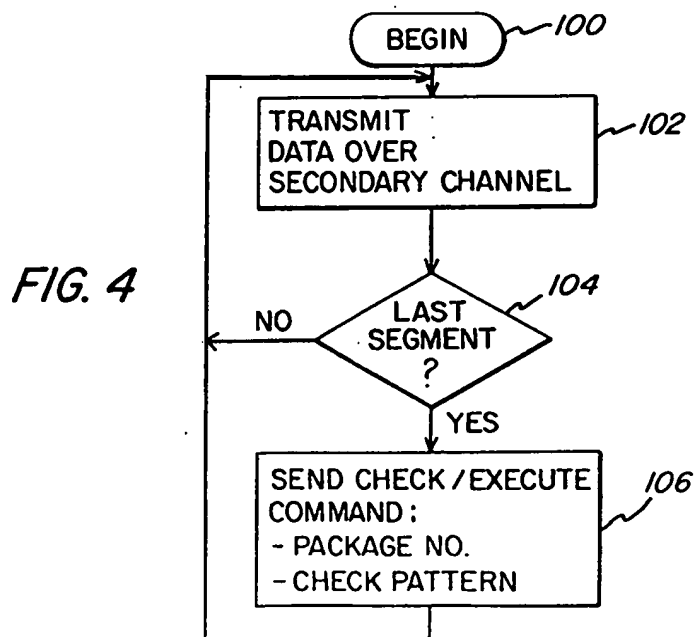 BEGIN
100
TRANSMIT
DATA OVER
SECONDARY CHANNEL
102
FIG. 4
LAST
SEGMENT
?
104
NO
YES
SEND CHECK / EXECUTE
COMMAND:
- PACKAGE NO.
- CHECK PATTERN
106